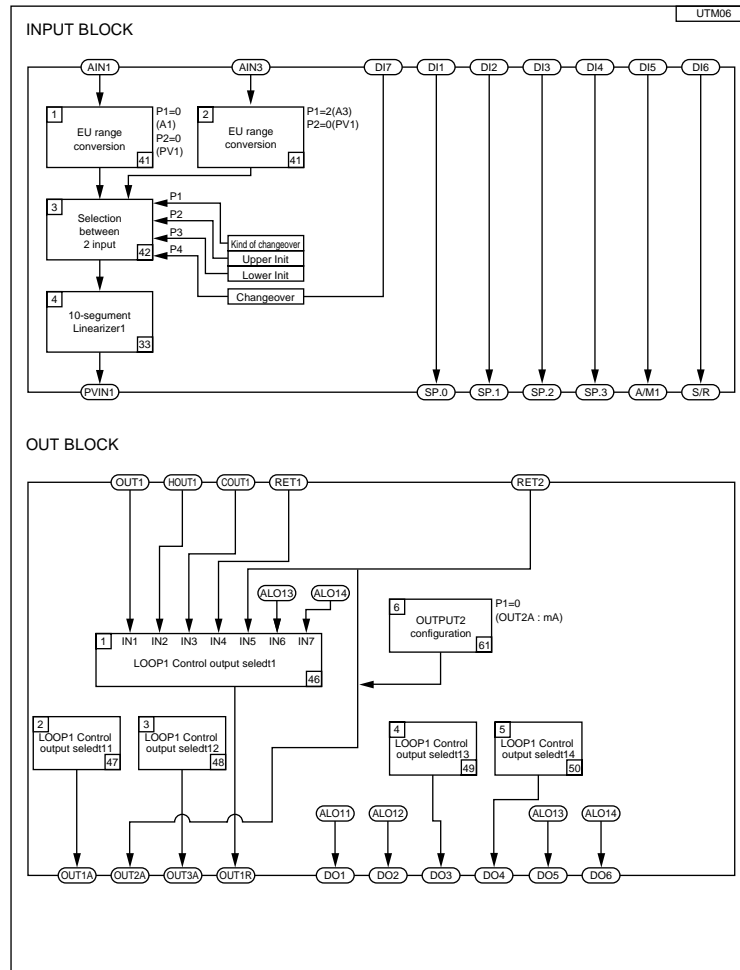 UTM06
INPUT BLOCK
AIN1
AIN3
DI7
DI1
DI2
DI3
DI4
DI5
DI6
1
EU range
conversion
41
P1=0
(A1)
P2=0
(PV1)
2
EU range
conversion
41
P1=2(A3)
P2=0(PV1)
3
Selection
between
2 input
42
P1
P2
P3
P4
Kind of changeover
Upper Init
Lower Init
Changeover
4
10-segument
Linearizer1
33
PVIN1
SP.0
SP.1
SP.2
SP.3
A/M1
S/R
OUT BLOCK
OUT1
HOUT1
COUT1
RET1
RET2
ALO13
ALO14
1
IN1
IN2
IN3
IN4
IN5
IN6
IN7
LOOP1 Control output seledt1
46
6
OUTPUT2
configuration
61
P1=0
(OUT2A : mA)
2
LOOP1 Control
output seledt11
47
3
LOOP1 Control
output seledt12
48
4
LOOP1 Control
output seledt13
49
5
LOOP1 Control
output seledt14
50
ALO11
ALO12
ALO13
ALO14
OUT1A
OUT2A
OUT3A
OUT1R
DO1
DO2
DO3
DO4
DO5
DO6